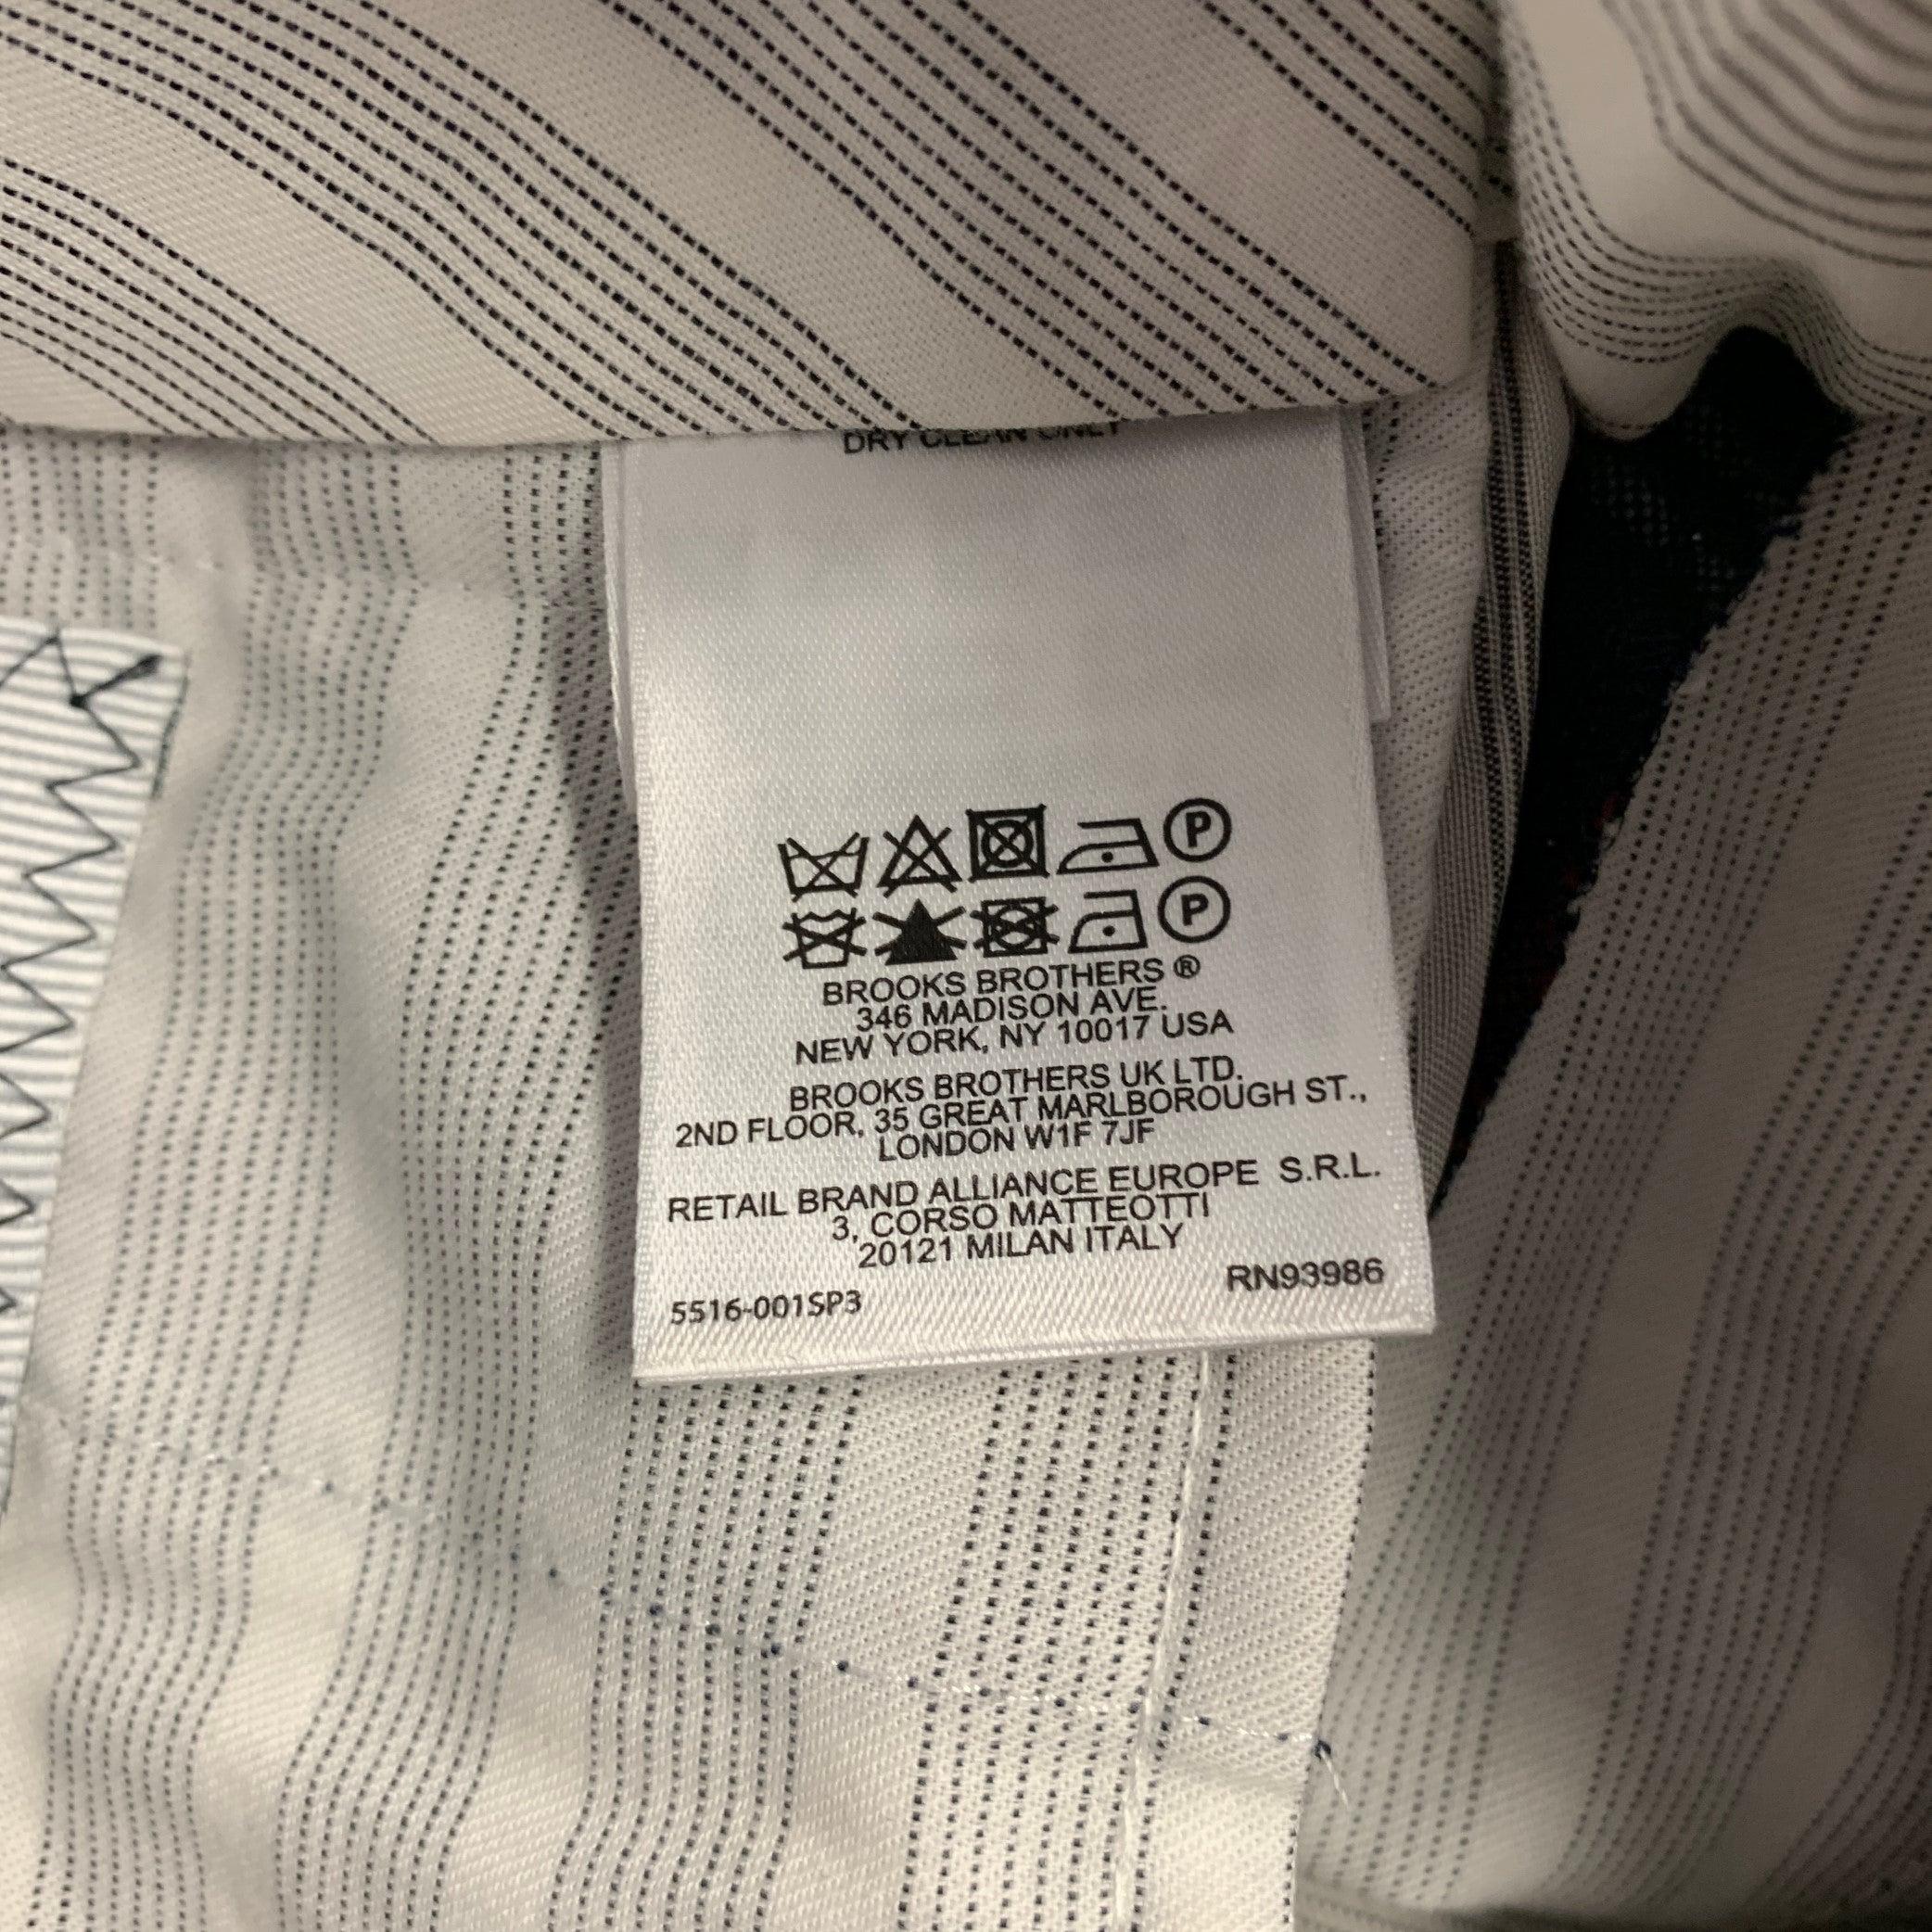 DRY CLEAN ONLY
P
P
BROOKS BROTHERS ®
346 MADISON AVE.
NEW YORK, NY 10017 USA
BROOKS BROTHERS UK LTD.
2ND FLOOR, 35 GREAT MARLBOROUGH ST.,
LONDON W1F 7JF
RETAIL BRAND ALLIANCE EUROPE S.R.L.
3, CORSO MATTEOTTI
20121 MILAN ITALY
RN93986
5516-001SP3